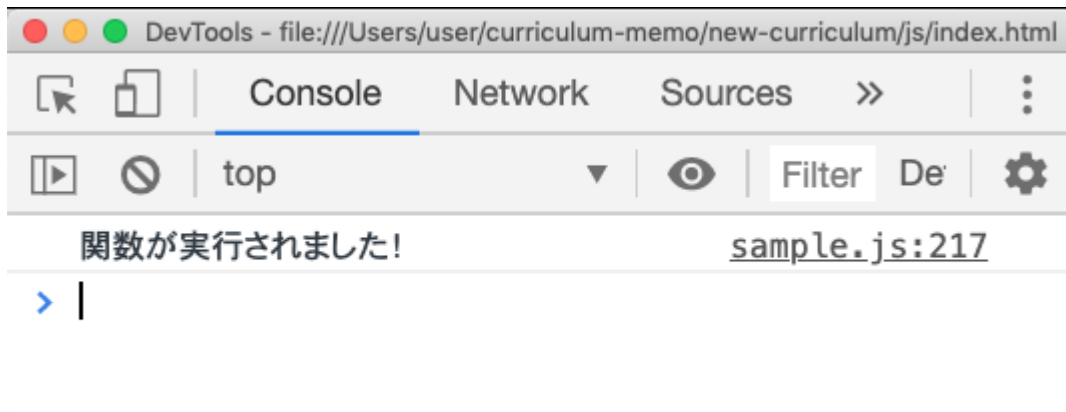 DevTools - file:///Users/user/curriculum-memo/new-curriculum/js/index.html
Console Network Sources »
top Filter De
関数が実行されました! sample.js:217
>